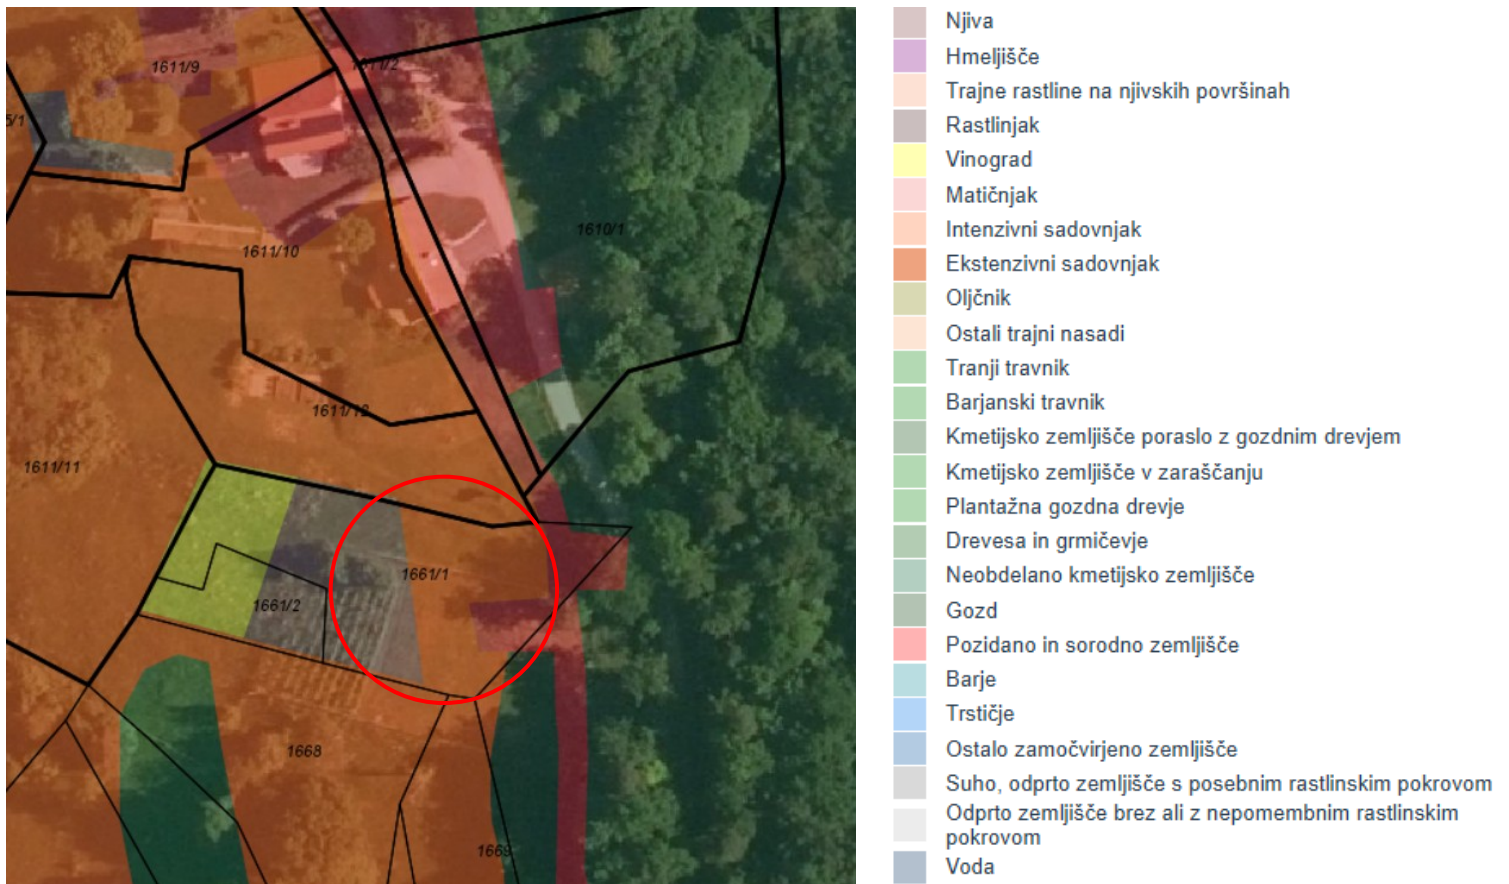 1611/9
1611/2
5/1
1610/1
1611/10
1611/12
1611/11
1661/1
1661/2
1668
1669
Njiva
Hmeljišče
Trajne rastline na njivskih površinah
Rastlinjak
Vinograd
Matičnjak
Intenzivni sadovnjak
Ekstenzivni sadovnjak
Oljčnik
Ostali trajni nasadi
Tranji travnik
Barjanski travnik
Kmetijsko zemljišče poraslo z gozdnim drevjem
Kmetijsko zemljišče v zaraščanju
Plantažna gozdna drevje
Drevesa in grmičevje
Neobdelano kmetijsko zemljišče
Gozd
Pozidano in sorodno zemljišče
Barje
Trstičje
Ostalo zamočvirjeno zemljišče
Suho, odprto zemljišče s posebnim rastlinskim pokrovom
Odprto zemljišče brez ali z nepomembnim rastlinskim
pokrovom
Voda